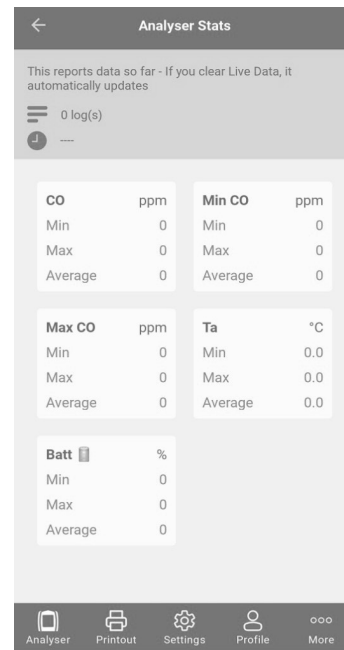 Analyser Stats
This reports data so far - If you clear Live Data, it
automatically updates
0 log(s)
----
CO ppm
Min 0
Max 0
Average 0
Min CO ppm
Min 0
Max 0
Average 0
Max CO ppm
Min 0
Max 0
Average 0
Ta °C
Min 0.0
Max 0.0
Average 0.0
Batt %
Min 0
Max 0
Average 0
Analyser Printout Settings Profile More